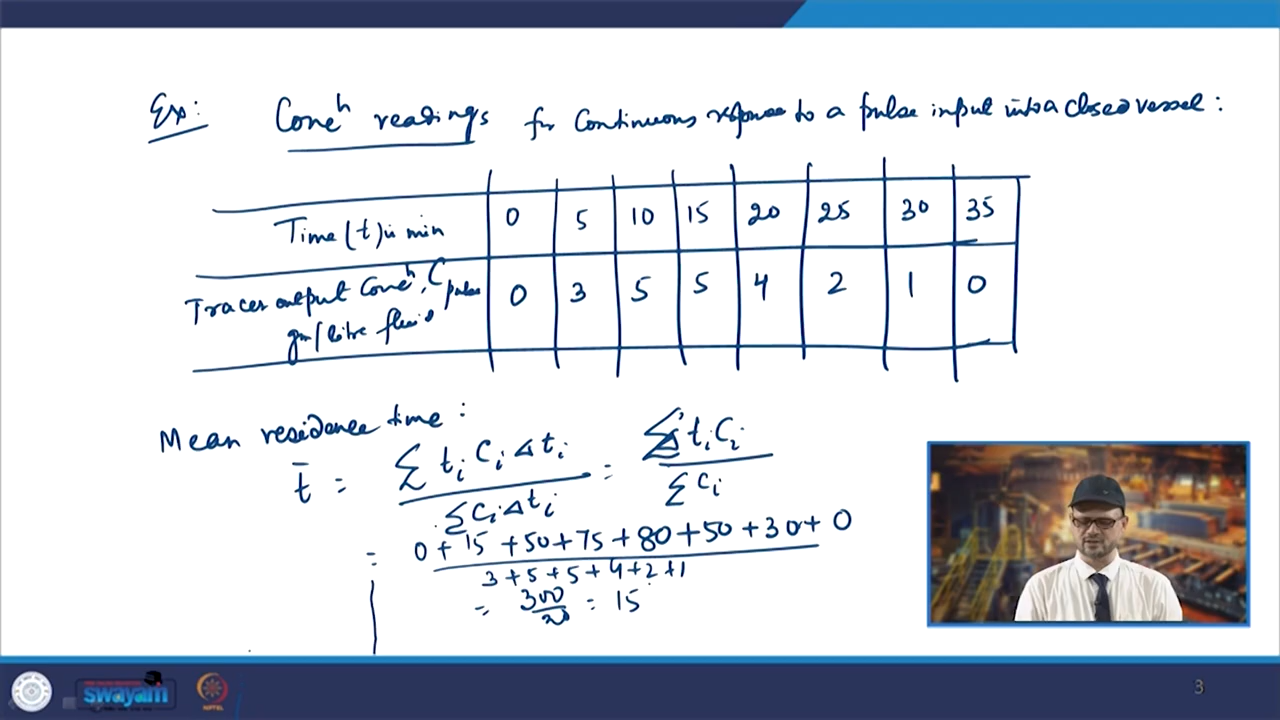 Ex: Concⁿ readings for Continuous response to a pulse input into a closed vessel:
Time (t) in min 0 5 10 15 20 25 30 35
Tracer output Concⁿ, C pulse 0 3 5 5 4 2 1 0
gm/litre fluid
Mean residence time:
t̄ = Σ tᵢ Cᵢ Δtᵢ / Σ Cᵢ Δtᵢ = Σ tᵢ Cᵢ / Σ Cᵢ
= 0 + 15 + 50 + 75 + 80 + 50 + 30 + 0 / 3 + 5 + 5 + 4 + 2 + 1
= 300/20 = 15
swayam
3